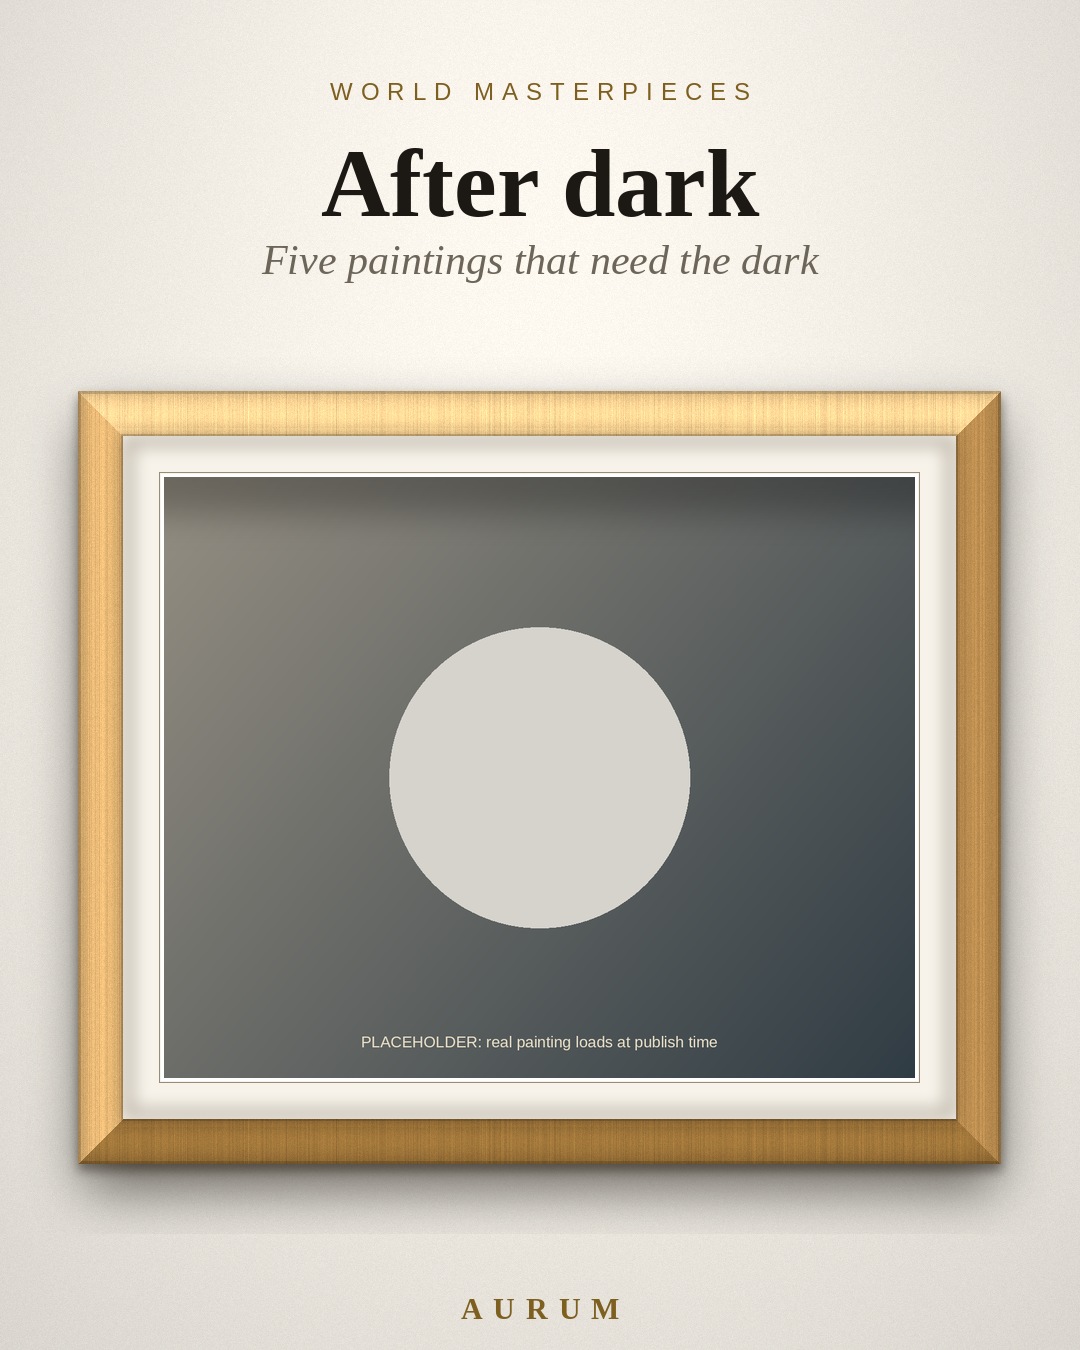 WORLD MASTERPIECES
After dark
Five paintings that need the dark
PLACEHOLDER: real painting loads at publish time
AURUM